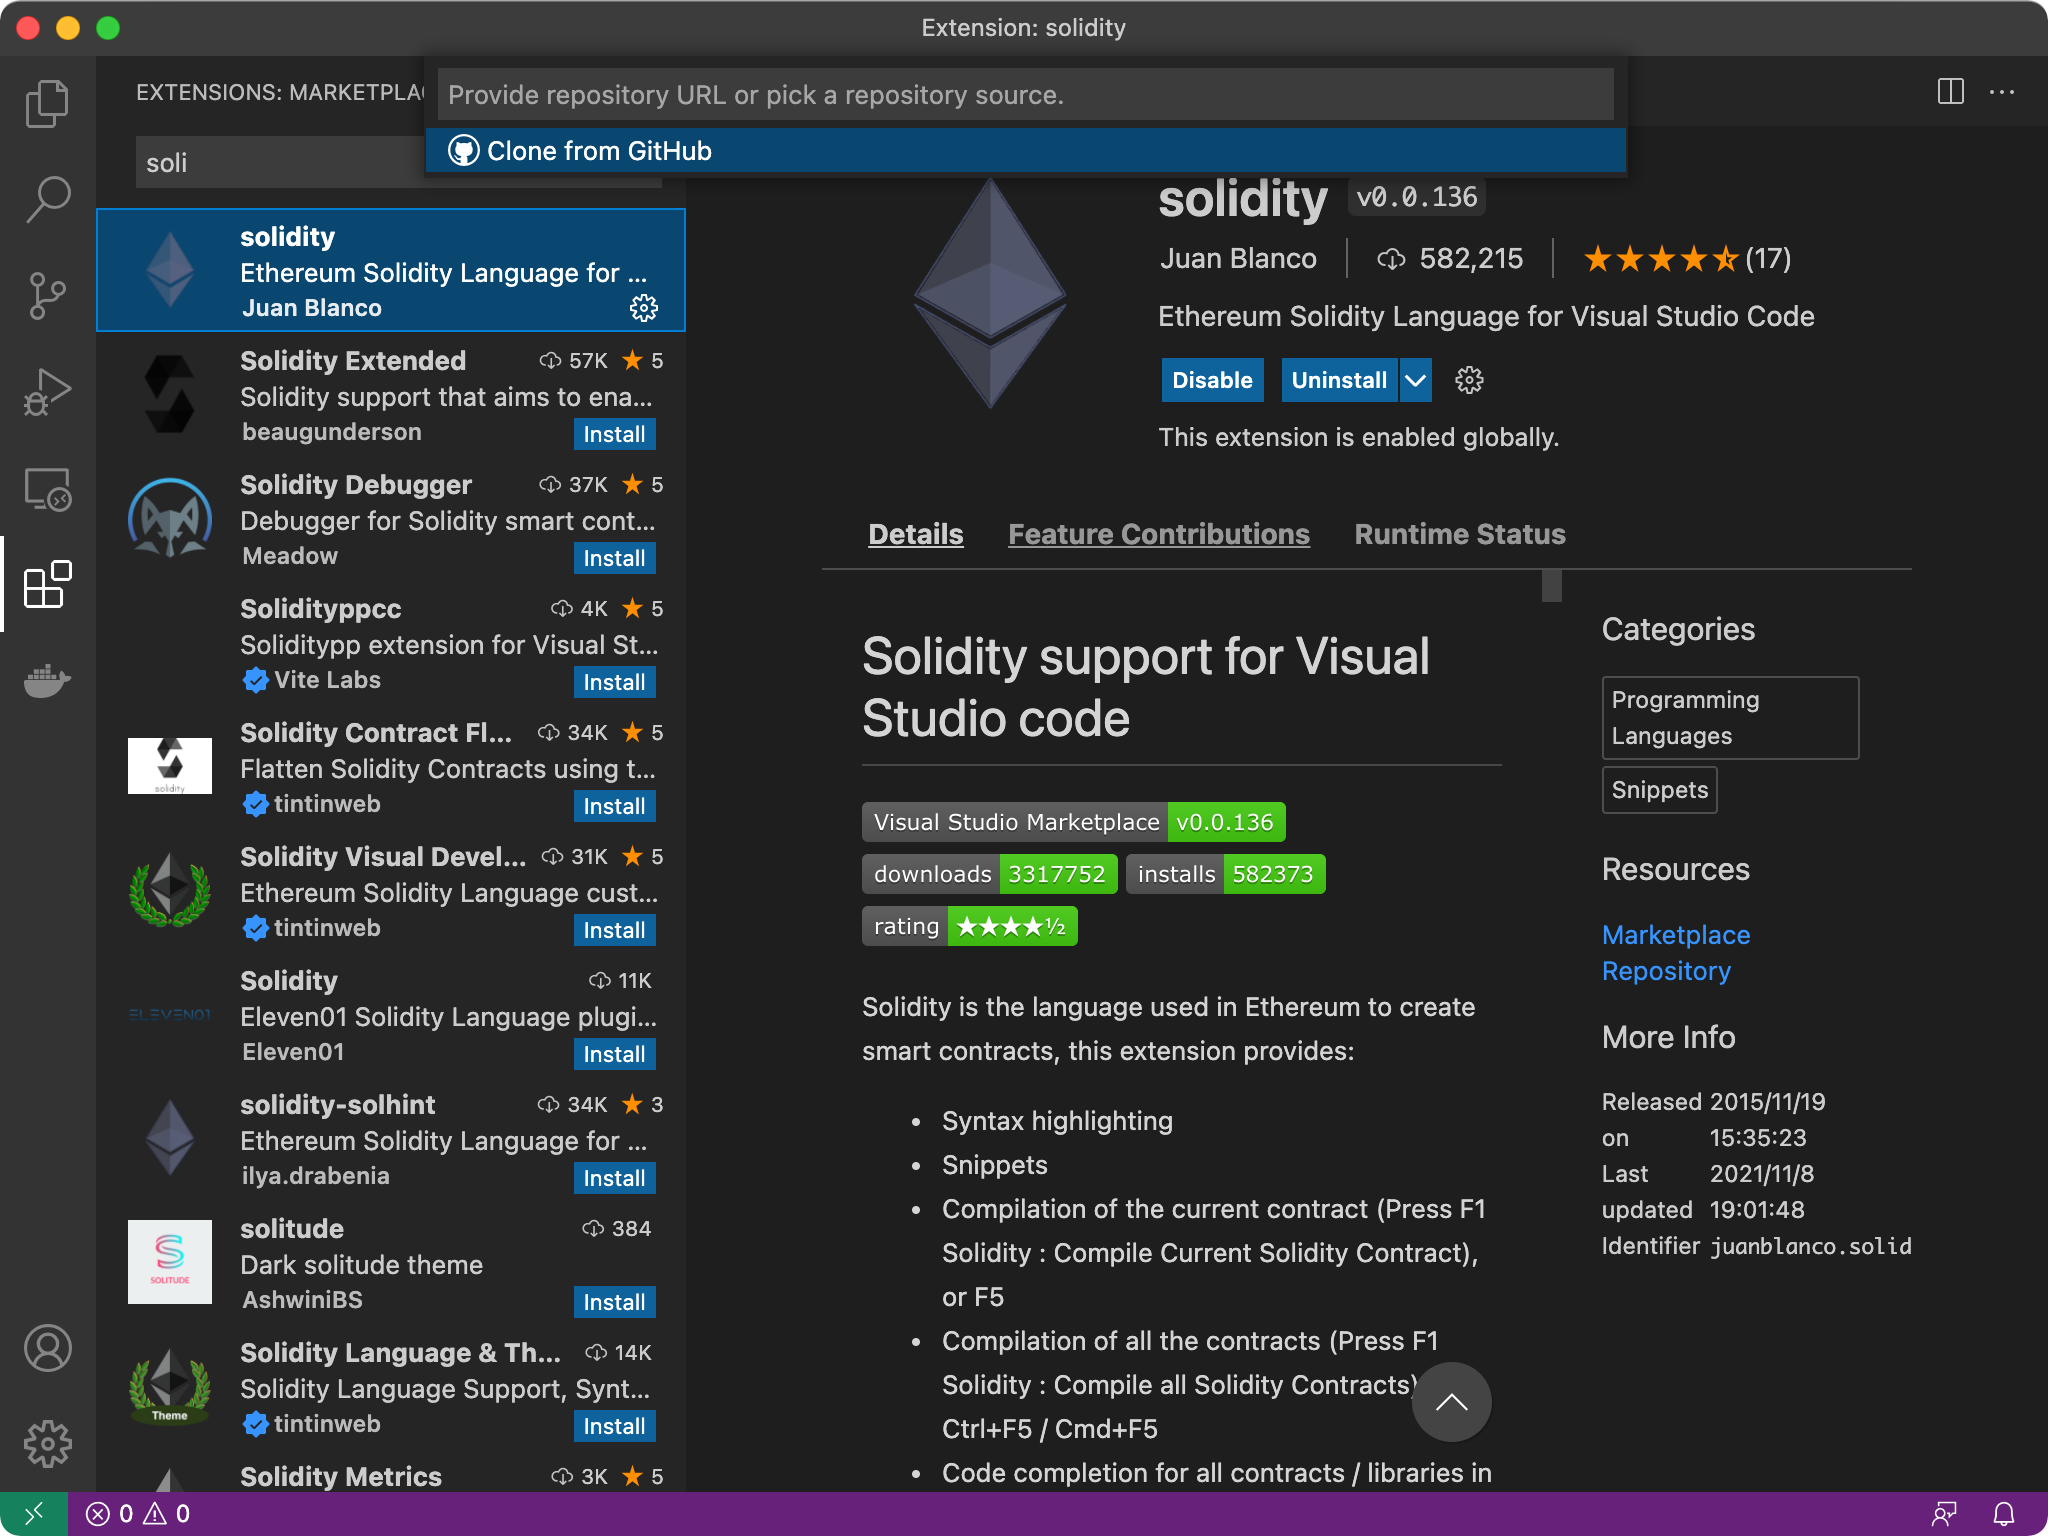 Extension: solidity
EXTENSIONS: MARKETPLAC
Provide repository URL or pick a repository source.
Clone from GitHub
soli
solidity
Ethereum Solidity Language for ...
Juan Blanco
Solidity Extended 57K 5
Solidity support that aims to ena...
beaugunderson Install
Solidity Debugger 37K 5
Debugger for Solidity smart cont...
Meadow Install
Solidityppcc 4K 5
Soliditypp extension for Visual St...
Vite Labs Install
Solidity Contract Fl... 34K 5
Flatten Solidity Contracts using t...
tintinweb Install
solidity
Solidity Visual Devel... 31K 5
Ethereum Solidity Language cust...
tintinweb Install
Solidity 11K
Eleven01 Solidity Language plugi...
Eleven01 Install
ELEVEN01
solidity-solhint 34K 3
Ethereum Solidity Language for ...
ilya.drabenia Install
solitude 384
Dark solitude theme
AshwiniBS Install
SOLITUDE
Solidity Language & Th... 14K
Solidity Language Support, Synt...
tintinweb Install
Theme
Solidity Metrics 3K 5
solidity v0.0.136
Juan Blanco 582,215 ★★★★ (17)
Ethereum Solidity Language for Visual Studio Code
Disable Uninstall
This extension is enabled globally.
Details Feature Contributions Runtime Status
Solidity support for Visual
Studio code
Visual Studio Marketplace v0.0.136
downloads 3317752 installs 582373
rating ★★★★½
Solidity is the language used in Ethereum to create
smart contracts, this extension provides:
• Syntax highlighting
• Snippets
• Compilation of the current contract (Press F1
Solidity : Compile Current Solidity Contract),
or F5
• Compilation of all the contracts (Press F1
Solidity : Compile all Solidity Contracts)
Ctrl+F5 / Cmd+F5
• Code completion for all contracts / libraries in
Categories
Programming
Languages
Snippets
Resources
Marketplace
Repository
More Info
Released 2015/11/19
on 15:35:23
Last 2021/11/8
updated 19:01:48
Identifier juanblanco.solid
0 0